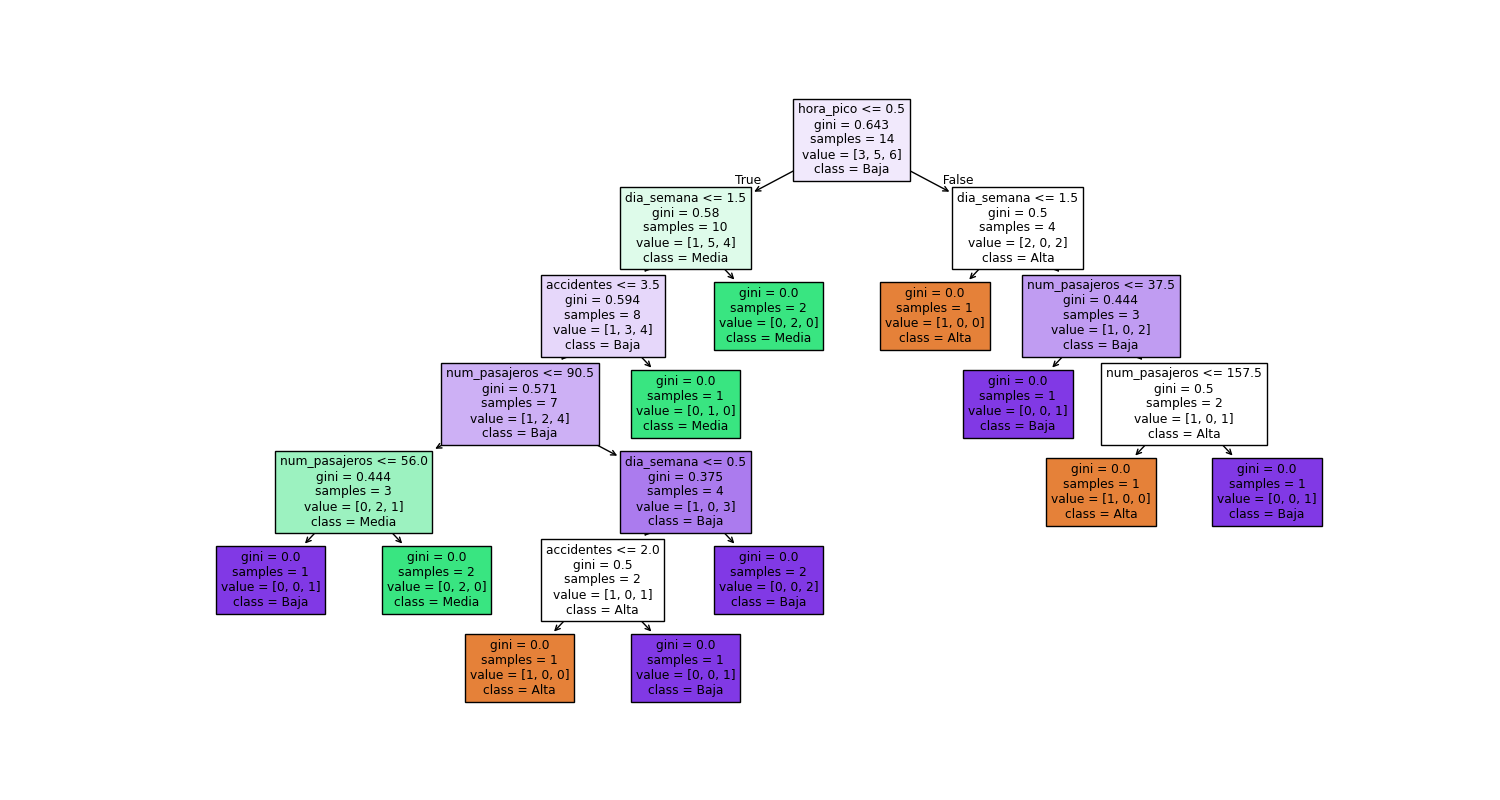 hora_pico <= 0.5
gini = 0.643
samples = 14
value = [3, 5, 6]
class = Baja
True
False
dia_semana <= 1.5
gini = 0.58
samples = 10
value = [1, 5, 4]
class = Media
dia_semana <= 1.5
gini = 0.5
samples = 4
value = [2, 0, 2]
class = Alta
accidentes <= 3.5
gini = 0.594
samples = 8
value = [1, 3, 4]
class = Baja
gini = 0.0
samples = 2
value = [0, 2, 0]
class = Media
gini = 0.0
samples = 1
value = [1, 0, 0]
class = Alta
num_pasajeros <= 37.5
gini = 0.444
samples = 3
value = [1, 0, 2]
class = Baja
num_pasajeros <= 90.5
gini = 0.571
samples = 7
value = [1, 2, 4]
class = Baja
gini = 0.0
samples = 1
value = [0, 1, 0]
class = Media
gini = 0.0
samples = 1
value = [0, 0, 1]
class = Baja
num_pasajeros <= 157.5
gini = 0.5
samples = 2
value = [1, 0, 1]
class = Alta
num_pasajeros <= 56.0
gini = 0.444
samples = 3
value = [0, 2, 1]
class = Media
dia_semana <= 0.5
gini = 0.375
samples = 4
value = [1, 0, 3]
class = Baja
gini = 0.0
samples = 1
value = [1, 0, 0]
class = Alta
gini = 0.0
samples = 1
value = [0, 0, 1]
class = Baja
gini = 0.0
samples = 1
value = [0, 0, 1]
class = Baja
gini = 0.0
samples = 2
value = [0, 2, 0]
class = Media
accidentes <= 2.0
gini = 0.5
samples = 2
value = [1, 0, 1]
class = Alta
gini = 0.0
samples = 2
value = [0, 0, 2]
class = Baja
gini = 0.0
samples = 1
value = [1, 0, 0]
class = Alta
gini = 0.0
samples = 1
value = [0, 0, 1]
class = Baja